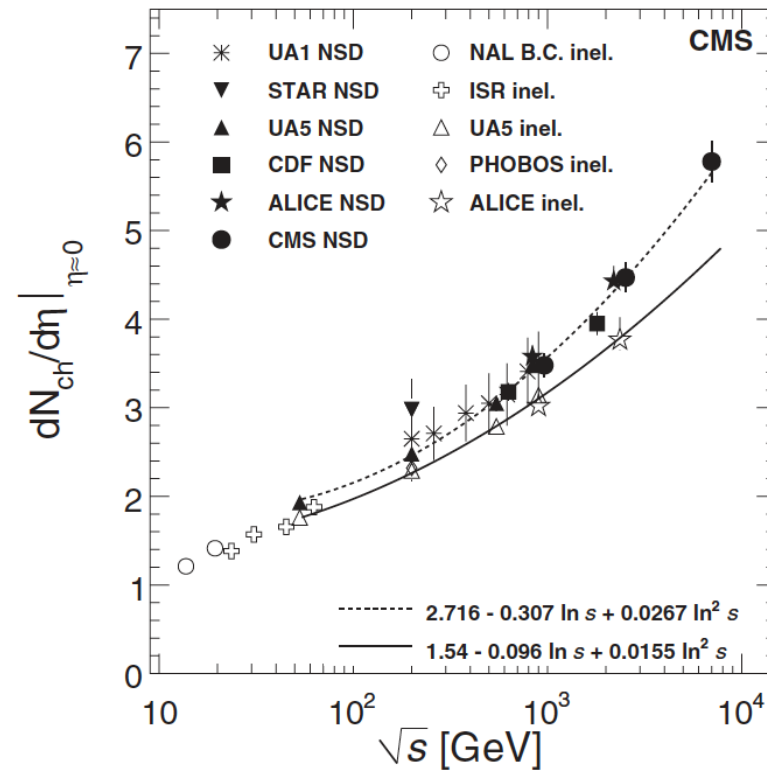 CMS
UA1 NSD
STAR NSD
UA5 NSD
CDF NSD
ALICE NSD
CMS NSD
NAL B.C. inel.
ISR inel.
UA5 inel.
PHOBOS inel.
ALICE inel.
7
6
5
4
3
2
1
0
dN_ch/dη|_η≈0
2.716 - 0.307 ln s + 0.0267 ln² s
1.54 - 0.096 ln s + 0.0155 ln² s
10 10² 10³ 10⁴
√s [GeV]